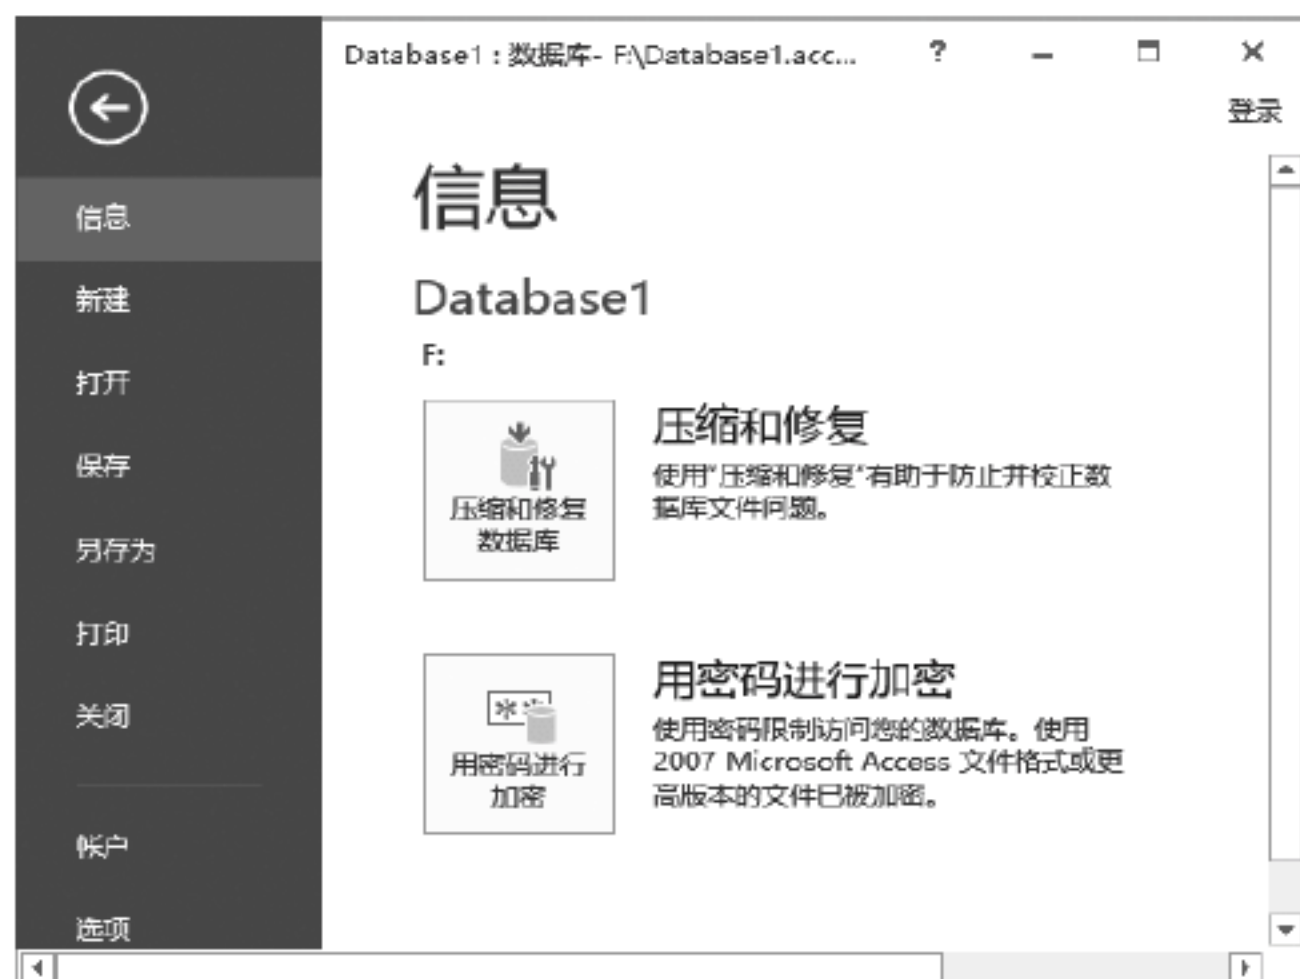 Database1 : 数据库- F:\Database1.acc... ?
登录
信息
新建
打开
保存
另存为
打印
关闭
帐户
选项
信息
Database1
F:
压缩和修复
数据库
压缩和修复
使用"压缩和修复"有助于防止并校正数
据库文件问题。
用密码进行
加密
用密码进行加密
使用密码限制访问您的数据库。使用
2007 Microsoft Access 文件格式或更
高版本的文件已被加密。